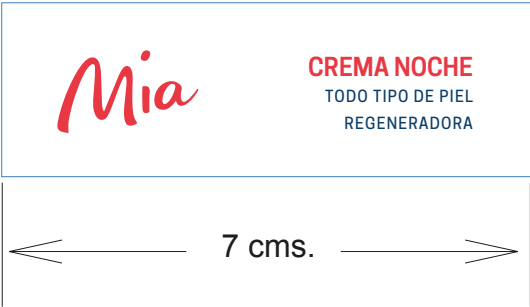 Mia
CREMA NOCHE
TODO TIPO DE PIEL
REGENERADORA
7 cms.